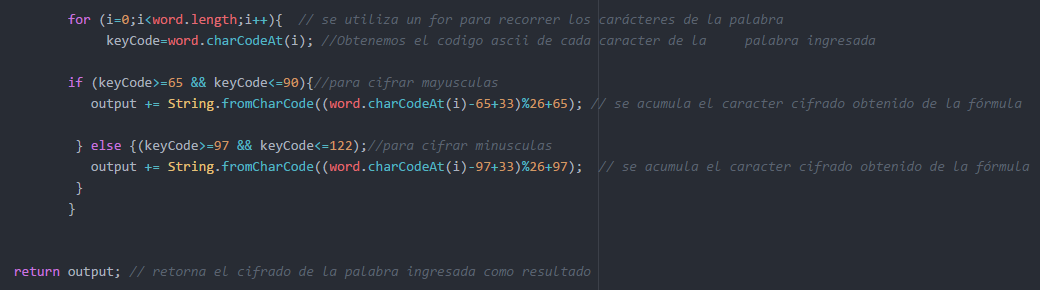 for (i=0;i<word.length;i++){ // se utiliza un for para recorrer los carácteres de la palabra
keyCode=word.charCodeAt(i); //Obtenemos el codigo ascii de cada caracter de la palabra ingresada
if (keyCode>=65 && keyCode<=90){//para cifrar mayusculas
output += String.fromCharCode((word.charCodeAt(i)-65+33)%26+65); // se acumula el caracter cifrado obtenido de la fórmula
} else {(keyCode>=97 && keyCode<=122);//para cifrar minusculas
output += String.fromCharCode((word.charCodeAt(i)-97+33)%26+97); // se acumula el caracter cifrado obtenido de la fórmula
}
}
return output; // retorna el cifrado de la palabra ingresada como resultado